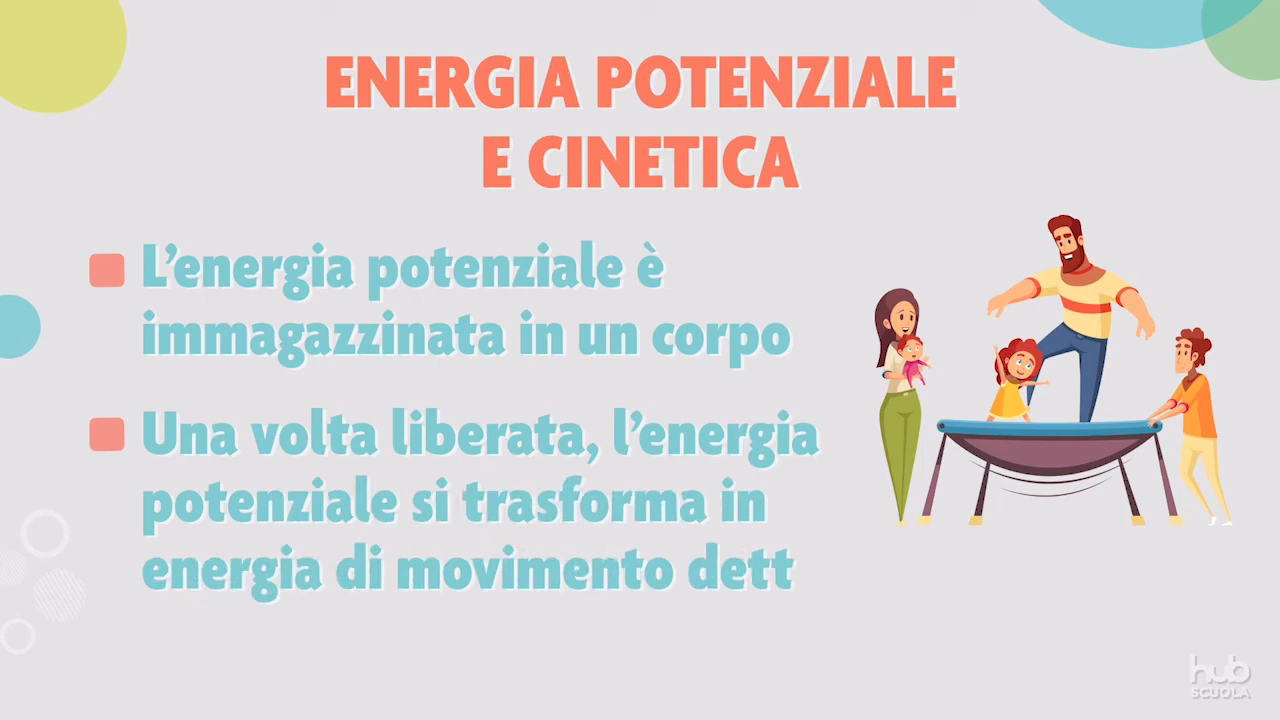 ENERGIA POTENZIALE
E CINETICA
L’energia potenziale è
immagazzinata in un corpo
Una volta liberata, l’energia
potenziale si trasforma in
energia di movimento dett
hub
SCUOLA